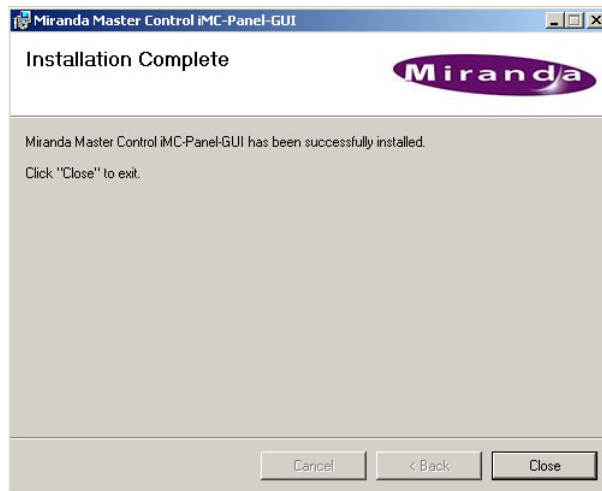 Miranda Master Control iMC-Panel-GUI
Installation Complete
Miranda
Miranda Master Control iMC-Panel-GUI has been successfully installed.
Click "Close" to exit.
Cancel
< Back
Close